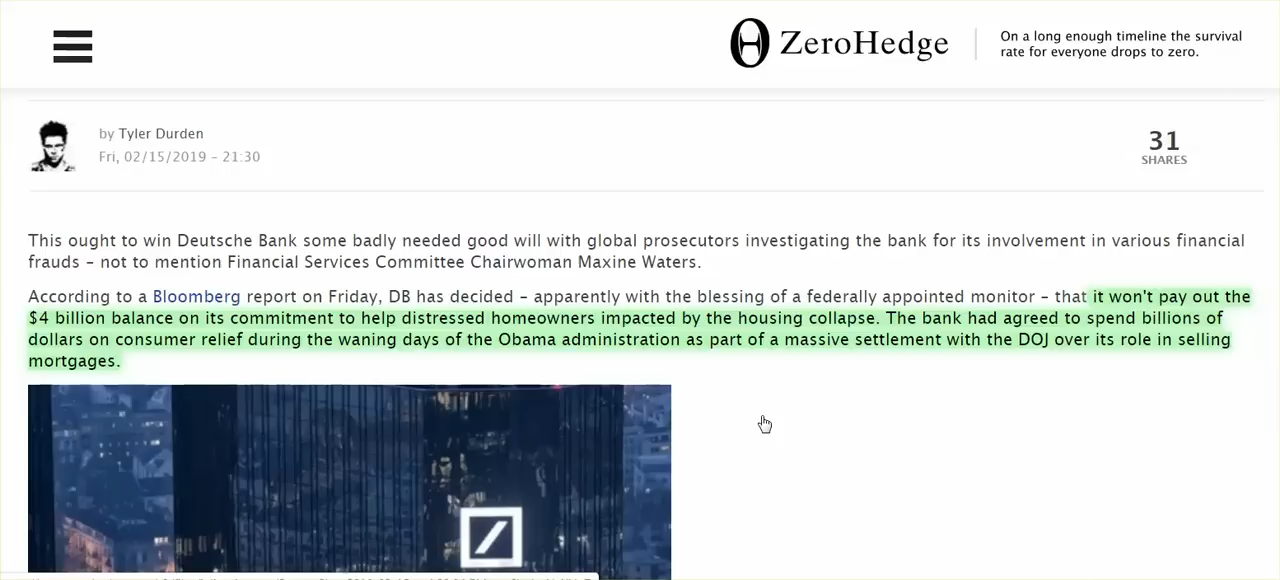 ZeroHedge
On a long enough timeline the survival
rate for everyone drops to zero.
by Tyler Durden
Fri, 02/15/2019 – 21:30
31
SHARES
This ought to win Deutsche Bank some badly needed good will with global prosecutors investigating the bank for its involvement in various financial
frauds – not to mention Financial Services Committee Chairwoman Maxine Waters.
According to a Bloomberg report on Friday, DB has decided – apparently with the blessing of a federally appointed monitor – that it won't pay out the
$4 billion balance on its commitment to help distressed homeowners impacted by the housing collapse. The bank had agreed to spend billions of
dollars on consumer relief during the waning days of the Obama administration as part of a massive settlement with the DOJ over its role in selling
mortgages.